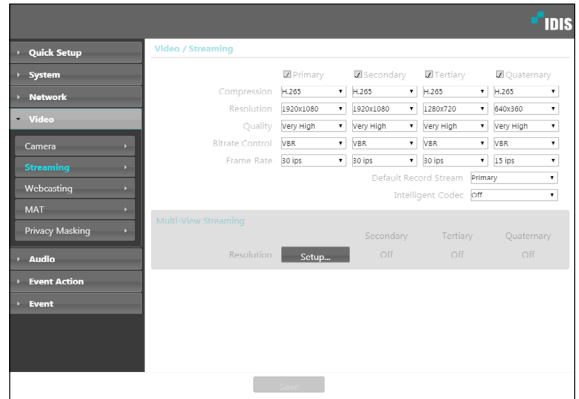 IDIS
Quick Setup
System
Network
Video
Camera
Streaming
Webcasting
MAT
Privacy Masking
Audio
Event Action
Event
Video / Streaming
Primary Secondary Tertiary Quaternary
Compression H.265 H.265 H.265 H.265
Resolution 1920x1080 1920x1080 1280x720 640x360
Quality Very High Very High Very High Very High
Bitrate Control VBR VBR VBR VBR
Frame Rate 30 ips 30 ips 30 ips 15 ips
Default Record Stream Primary
Intelligent Codec Off
Multi-View Streaming
Secondary Tertiary Quaternary
Resolution Setup... Off Off Off
Save